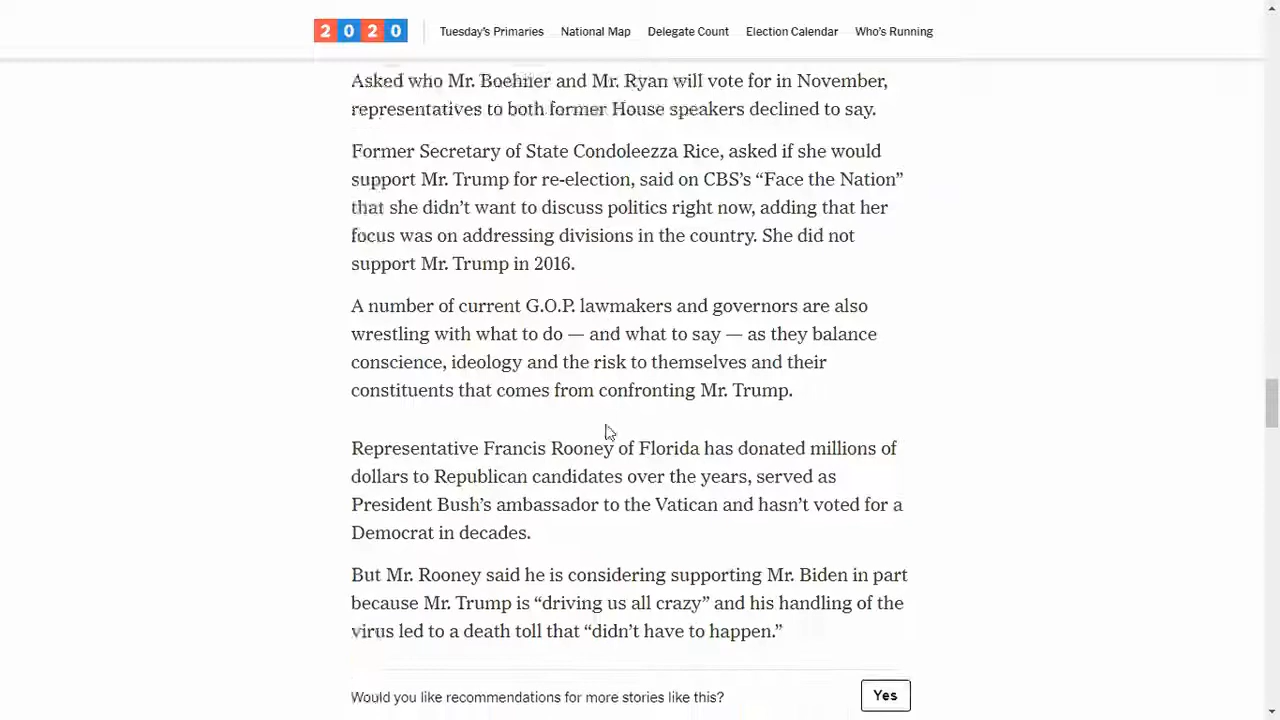 2020
Tuesday's Primaries National Map Delegate Count Election Calendar Who's Running
Asked who Mr. Boehner and Mr. Ryan will vote for in November,
representatives to both former House speakers declined to say.
Former Secretary of State Condoleezza Rice, asked if she would
support Mr. Trump for re-election, said on CBS's “Face the Nation”
that she didn't want to discuss politics right now, adding that her
focus was on addressing divisions in the country. She did not
support Mr. Trump in 2016.
A number of current G.O.P. lawmakers and governors are also
wrestling with what to do — and what to say — as they balance
conscience, ideology and the risk to themselves and their
constituents that comes from confronting Mr. Trump.
Representative Francis Rooney of Florida has donated millions of
dollars to Republican candidates over the years, served as
President Bush's ambassador to the Vatican and hasn't voted for a
Democrat in decades.
But Mr. Rooney said he is considering supporting Mr. Biden in part
because Mr. Trump is “driving us all crazy” and his handling of the
virus led to a death toll that “didn't have to happen.”
Would you like recommendations for more stories like this? Yes